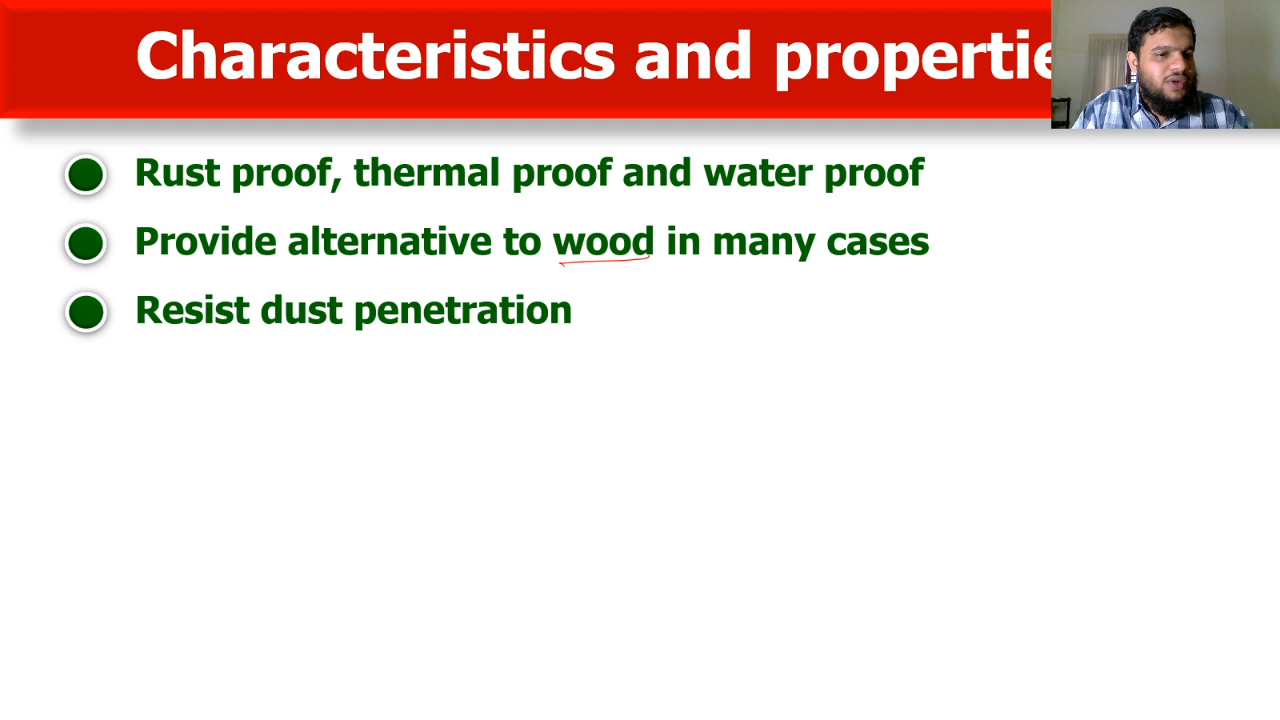 Characteristics and propertie
Rust proof, thermal proof and water proof
Provide alternative to wood in many cases
Resist dust penetration